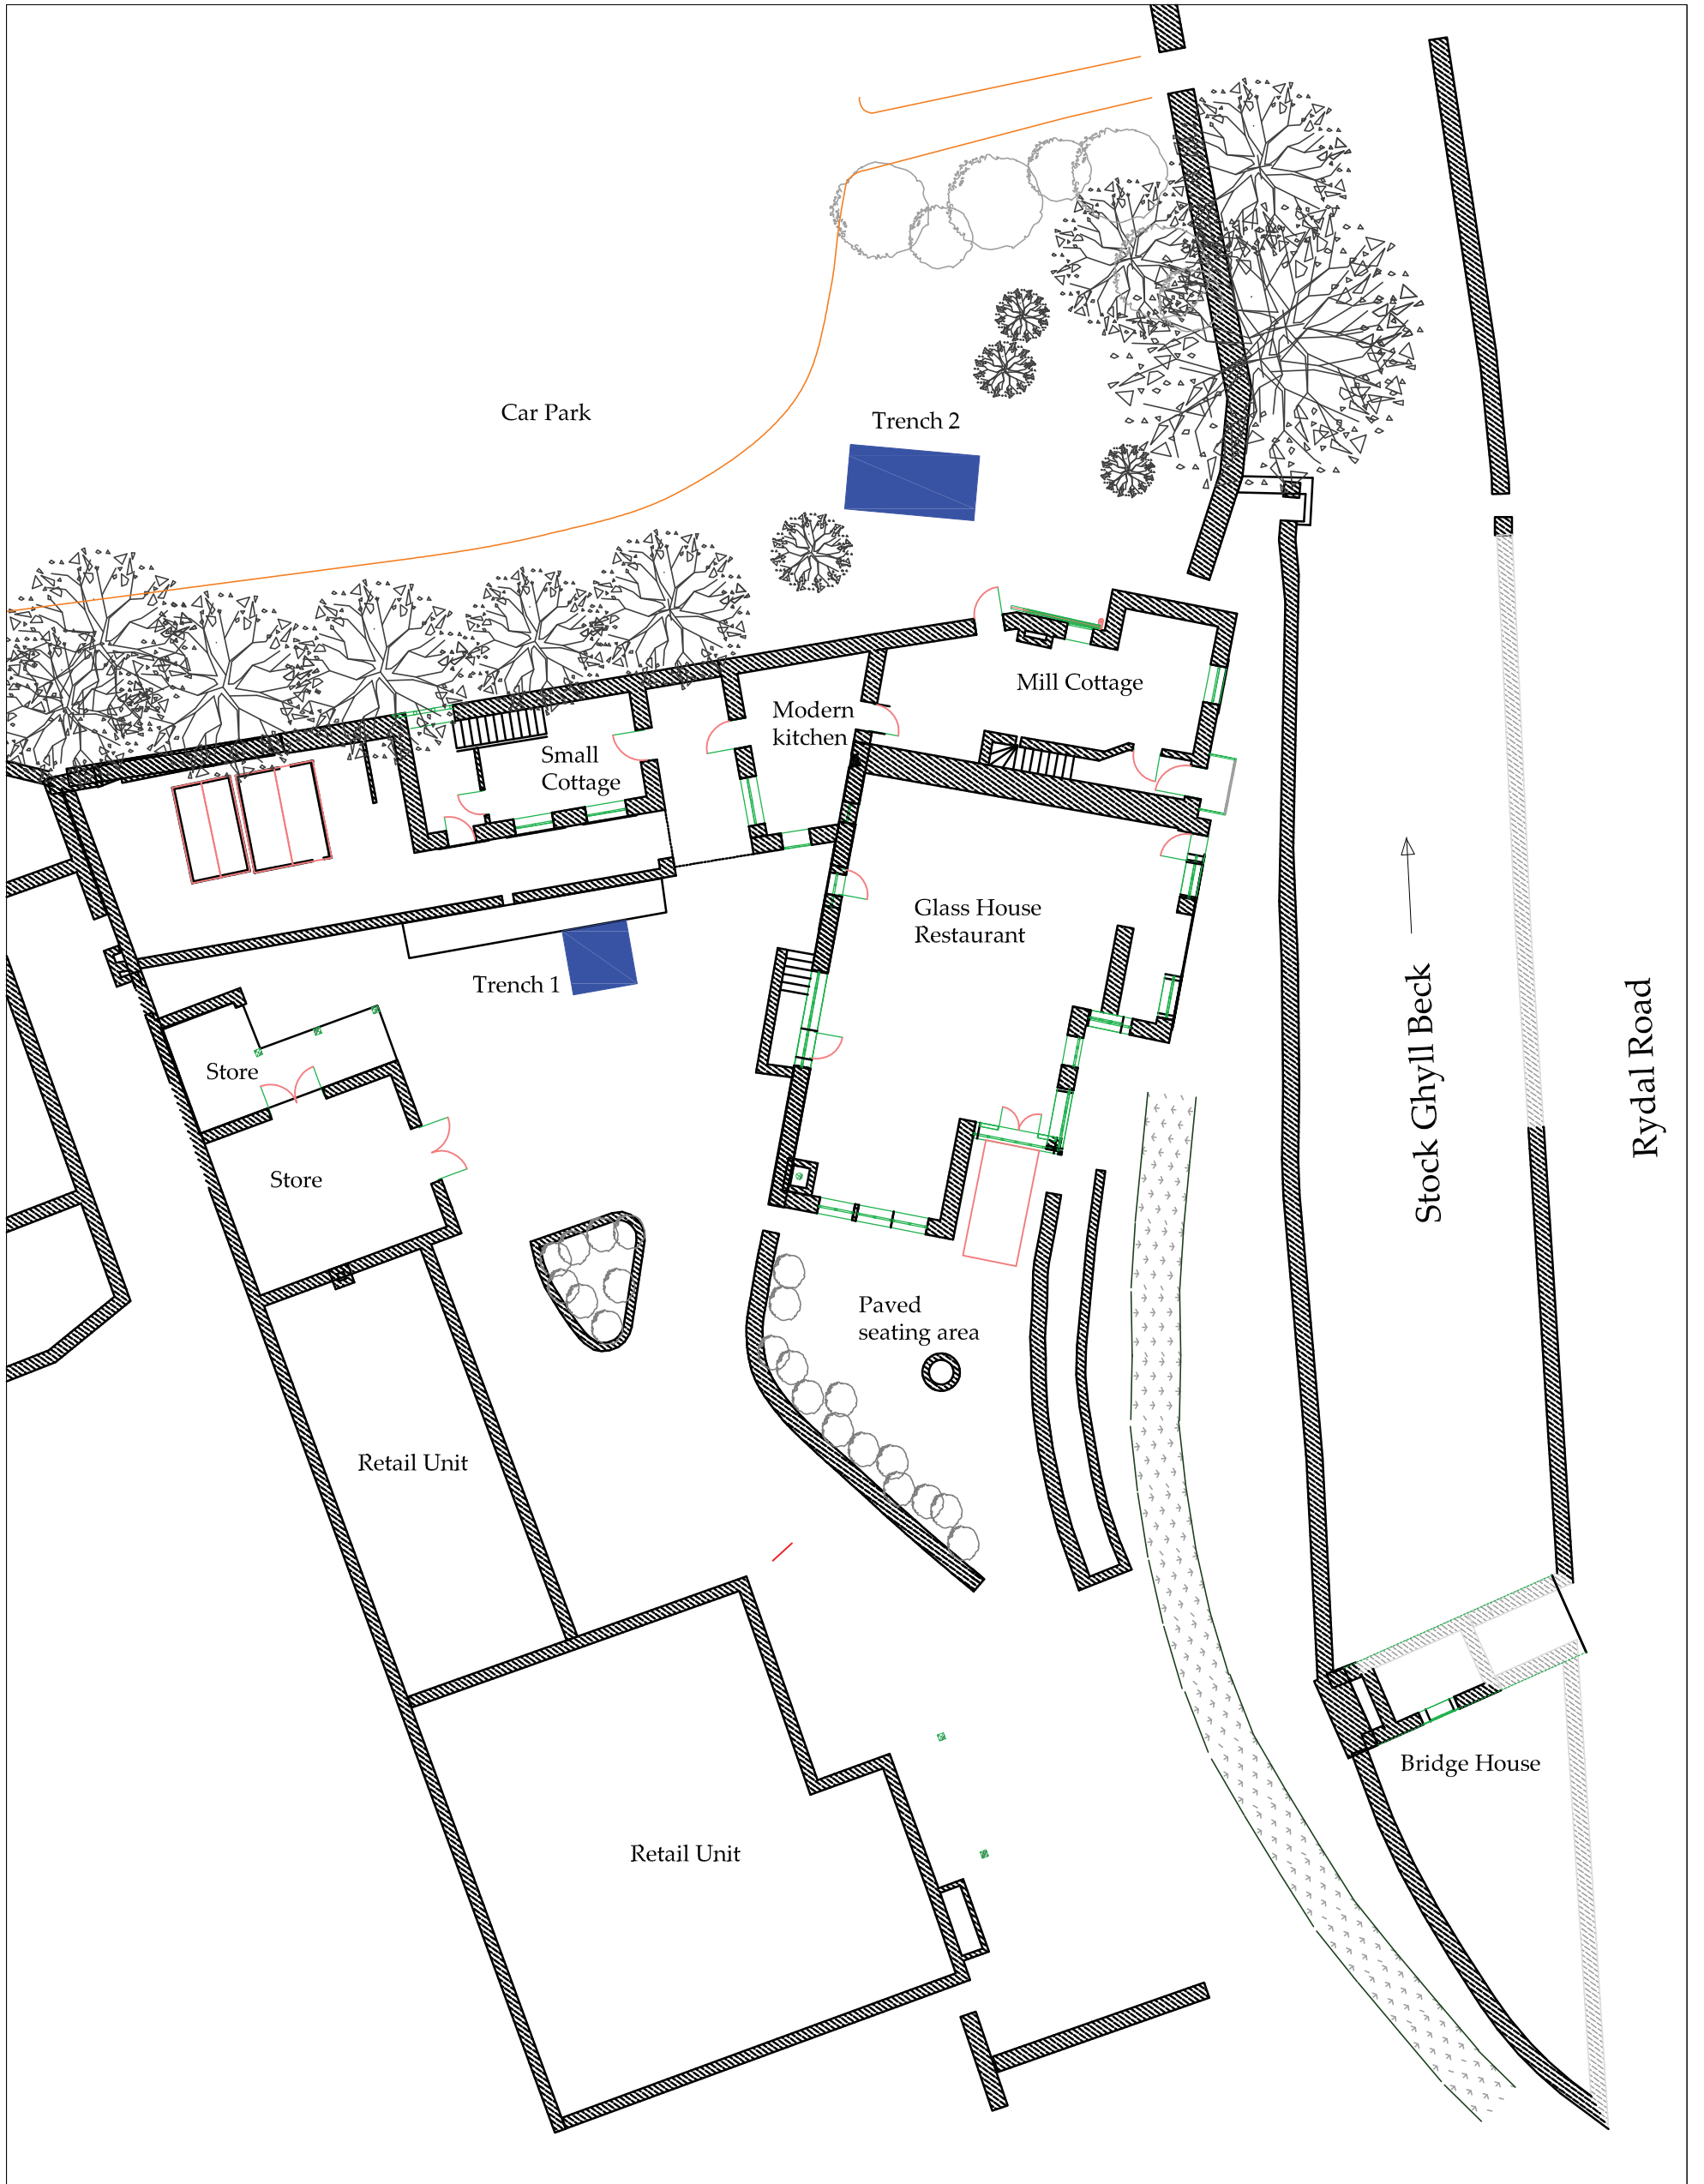 Car Park
Trench 2
Mill Cottage
Modern
kitchen
Small
Cottage
Glass House
Restaurant
Trench 1
Store
Store
Stock Ghyll Beck
Rydal Road
Paved
seating area
Retail Unit
Bridge House
Retail Unit